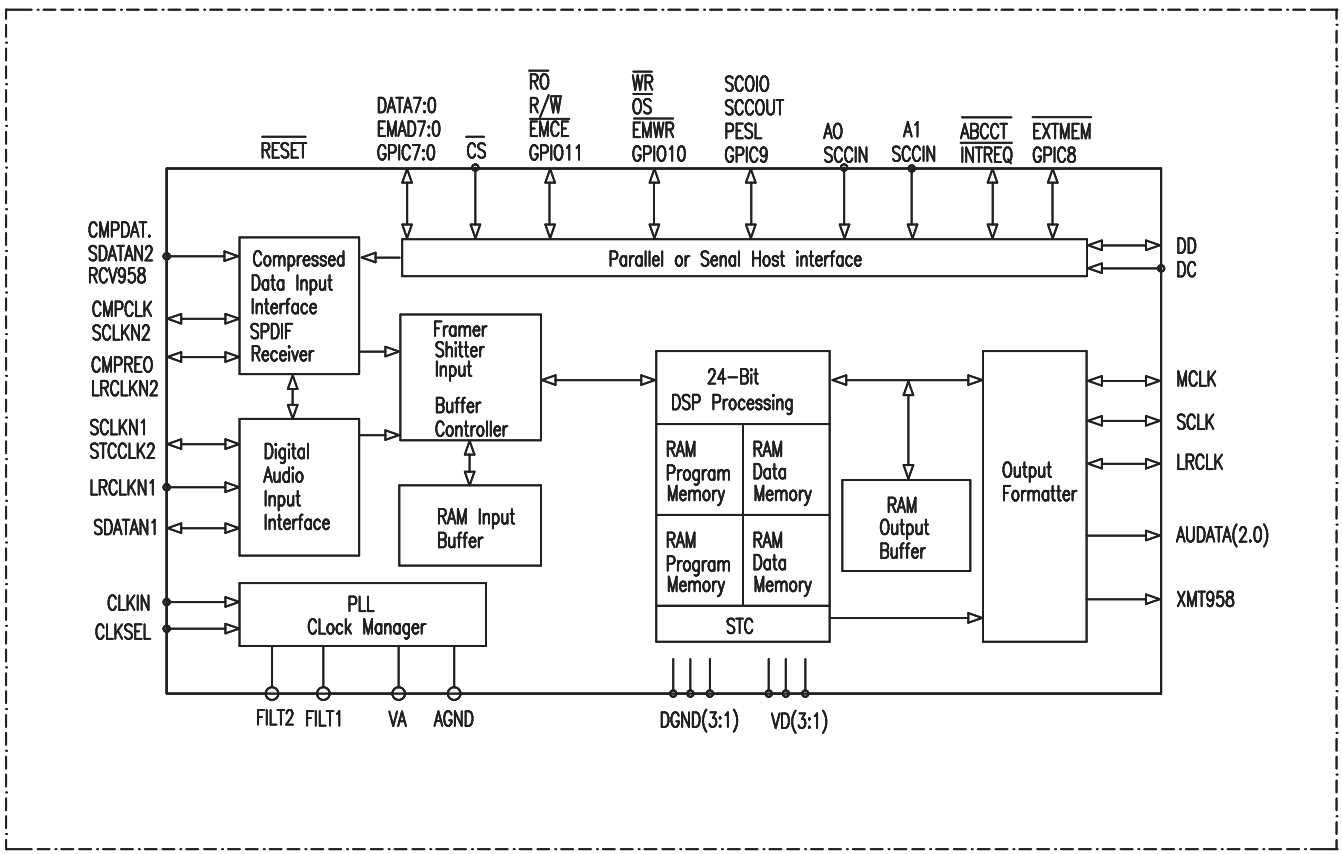 RESET
DATA7:0
EMAD7:0
GPIC7:0
CS
RO
R/W
EMCE
GPIO11
WR
OS
EMWR
GPIO10
SCOIO
SCCOUT
PESL
GPIC9
A0
SCCIN
A1
SCCIN
ABCCT
INTREQ
EXTMEM
GPIC8
CMPDAT.
SDATAN2
RCV958
CMPCLK
SCLKN2
CMPREO
LRCLKN2
SCLKN1
STCCLK2
LRCLKN1
SDATAN1
CLKIN
CLKSEL
Compressed
Data Input
Interface
SPDIF
Receiver
Parallel or Senal Host interface
DD
DC
Framer
Shitter
Input
Buffer
Controller
Digital
Audio
Input
Interface
RAM Input
Buffer
24-Bit
DSP Processing
RAM
Program
Memory
RAM
Data
Memory
RAM
Program
Memory
RAM
Data
Memory
STC
RAM
Output
Buffer
Output
Formatter
MCLK
SCLK
LRCLK
AUDATA(2.0)
XMT958
PLL
CLock Manager
FILT2
FILT1
VA
AGND
DGND(3:1)
VD(3:1)